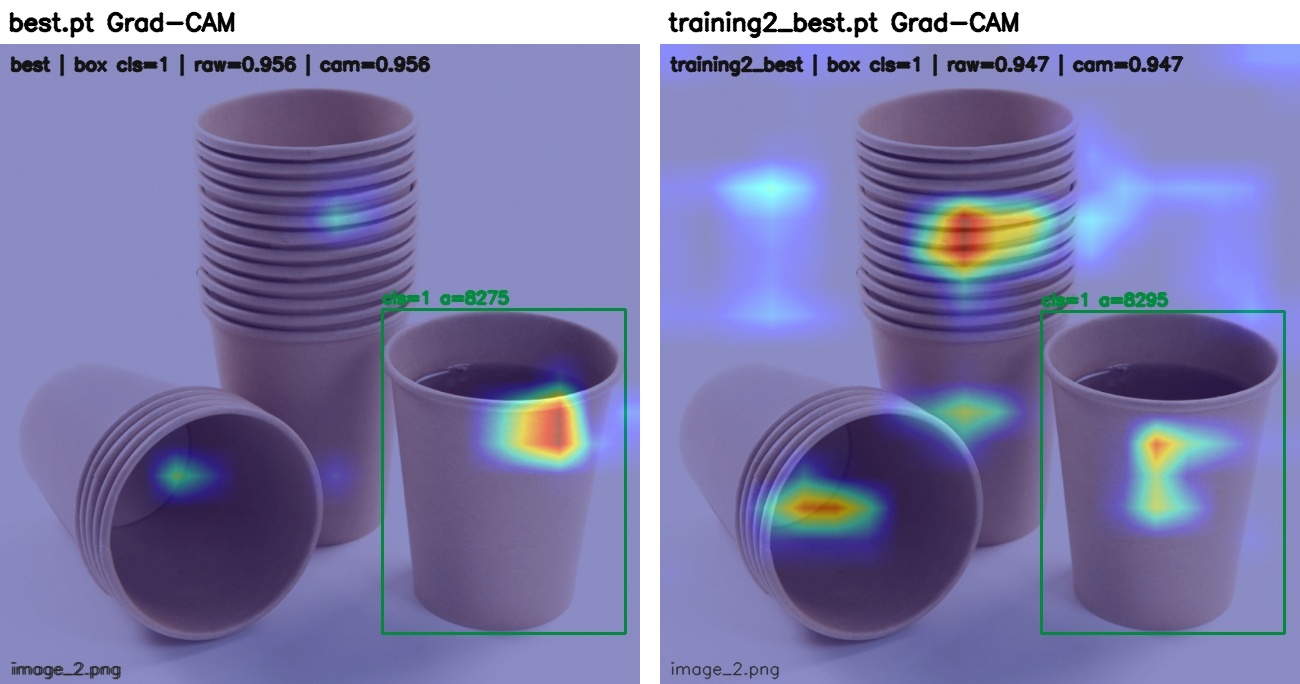 best.pt Grad-CAM
training2_best.pt Grad-CAM
best | box cls=1 | raw=0.956 | cam=0.956
training2_best | box cls=1 | raw=0.947 | cam=0.947
cls=1 a=8275
cls=1 a=8295
image_2.png
image_2.png